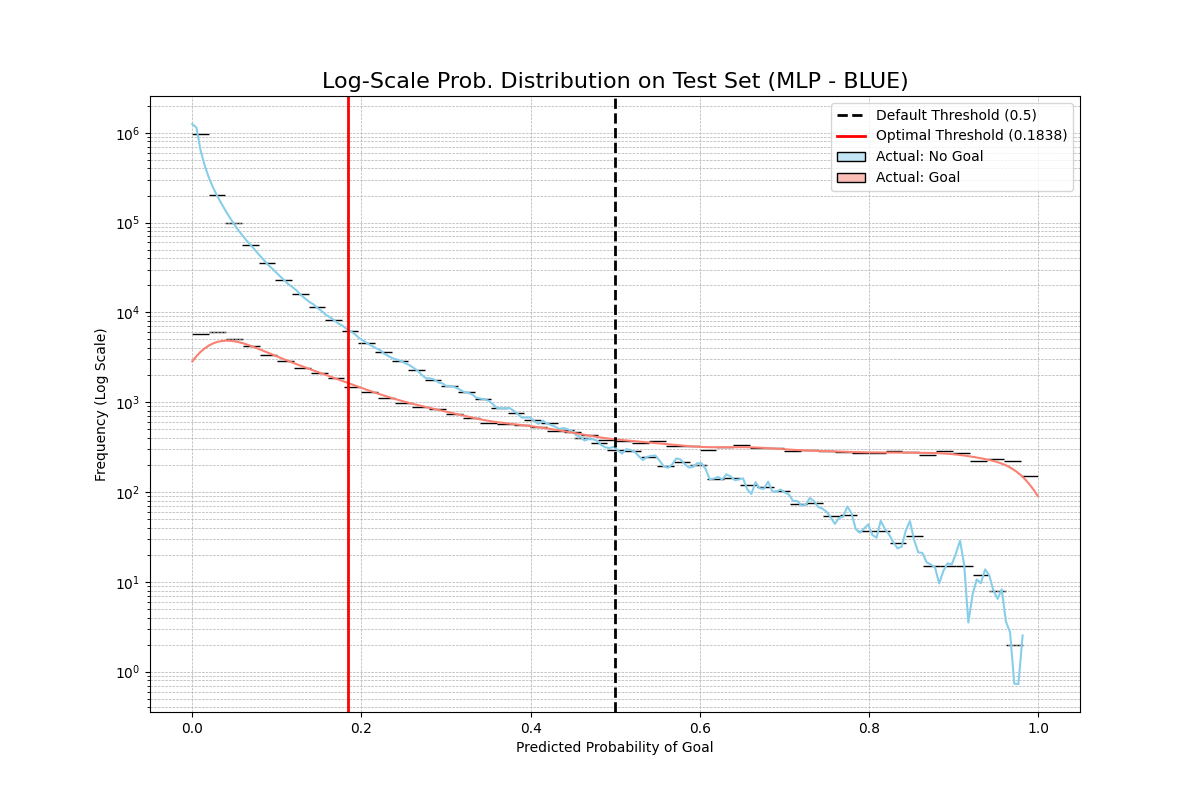 Log-Scale Prob. Distribution on Test Set (MLP - BLUE)
Default Threshold (0.5)
Optimal Threshold (0.1838)
Actual: No Goal
Actual: Goal
Frequency (Log Scale)
10⁶
10⁵
10⁴
10³
10²
10¹
10⁰
0.0 0.2 0.4 0.6 0.8 1.0
Predicted Probability of Goal